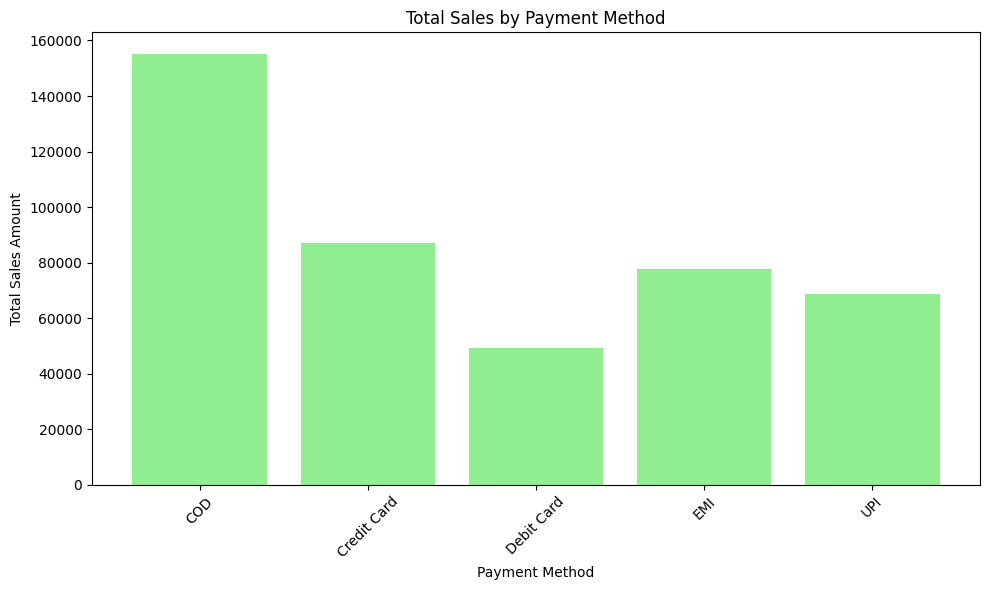 Total Sales by Payment Method
Total Sales Amount
160000
140000
120000
100000
80000
60000
40000
20000
0
COD
Credit Card
Debit Card
EMI
UPI
Payment Method